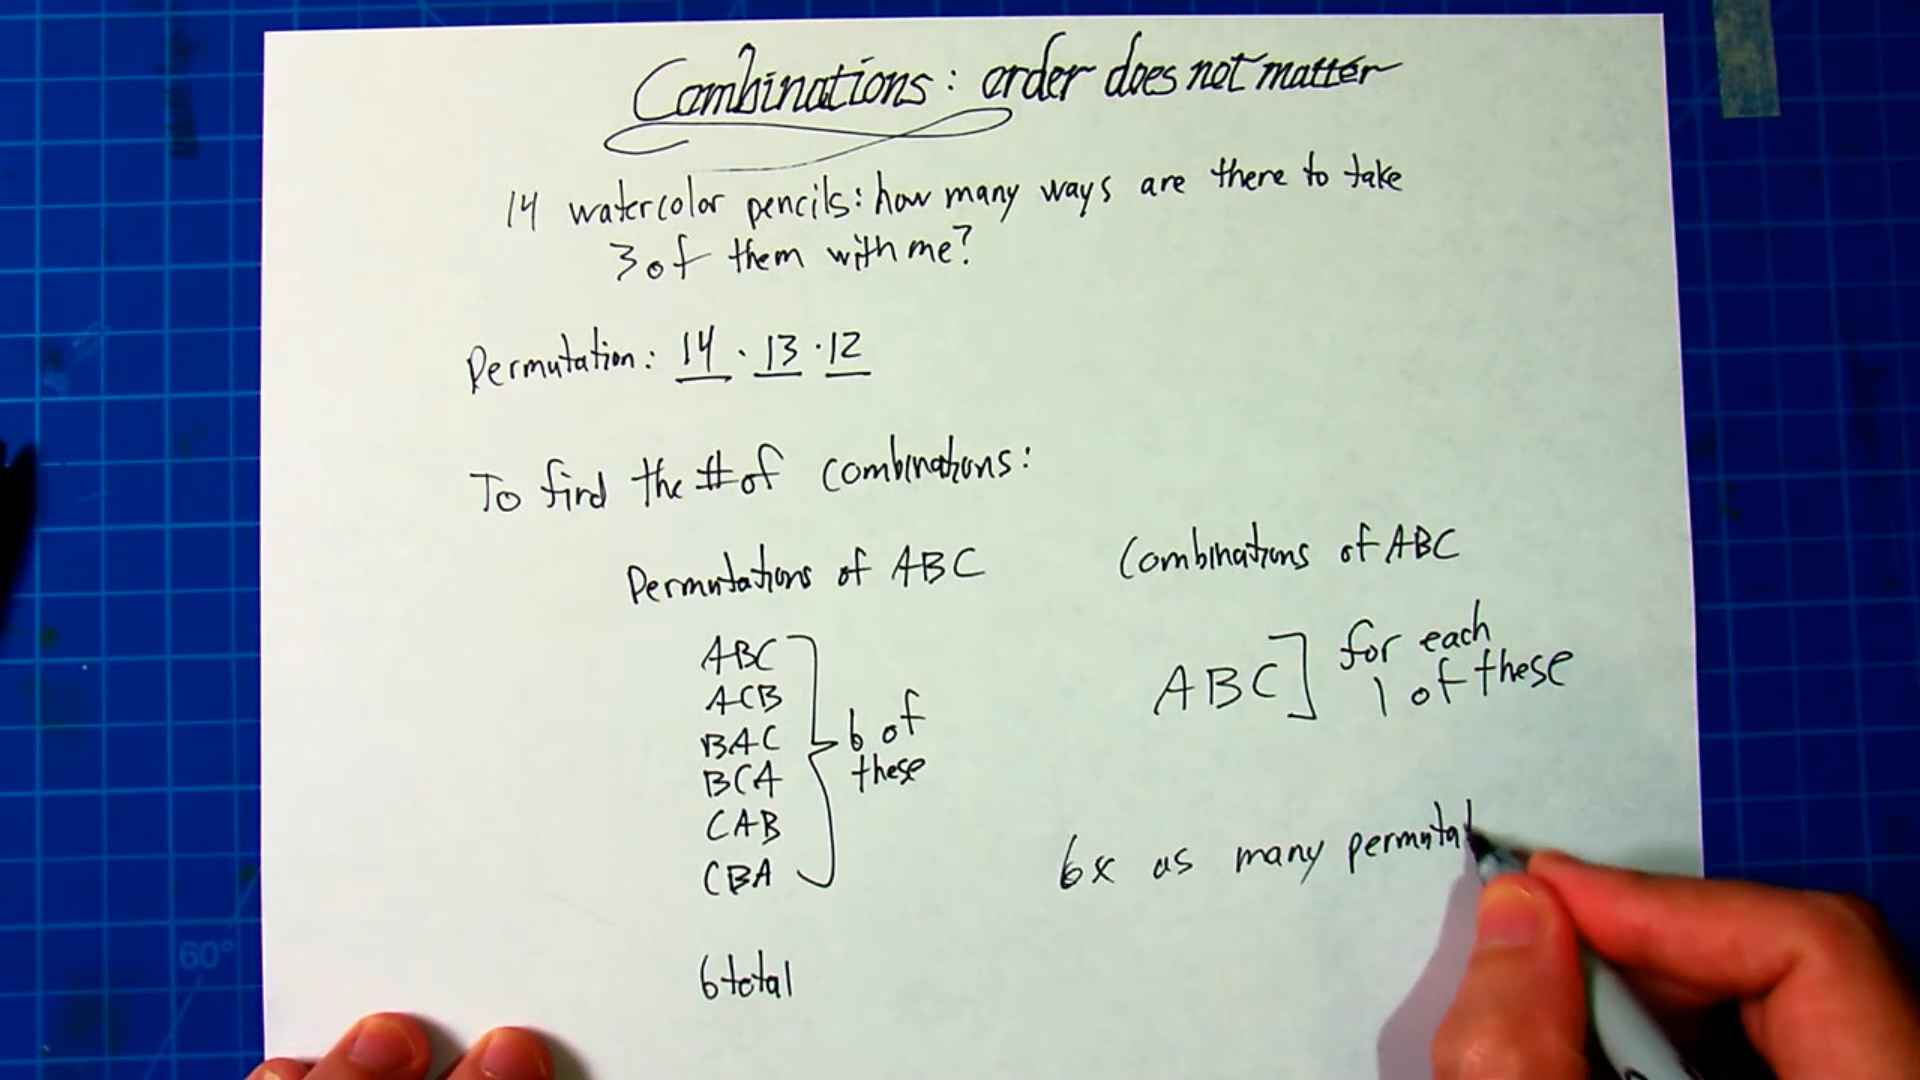 Combinations: order does not matter
14 watercolor pencils: how many ways are there to take
3 of them with me?
Permutation: 14 · 13 · 12
To find the # of combinations:
Permutations of ABC
Combinations of ABC
ABC
ACB
BAC
BCA
CAB
CBA
6 of
these
6 total
ABC
for each
1 of these
6x as many permutat
60°